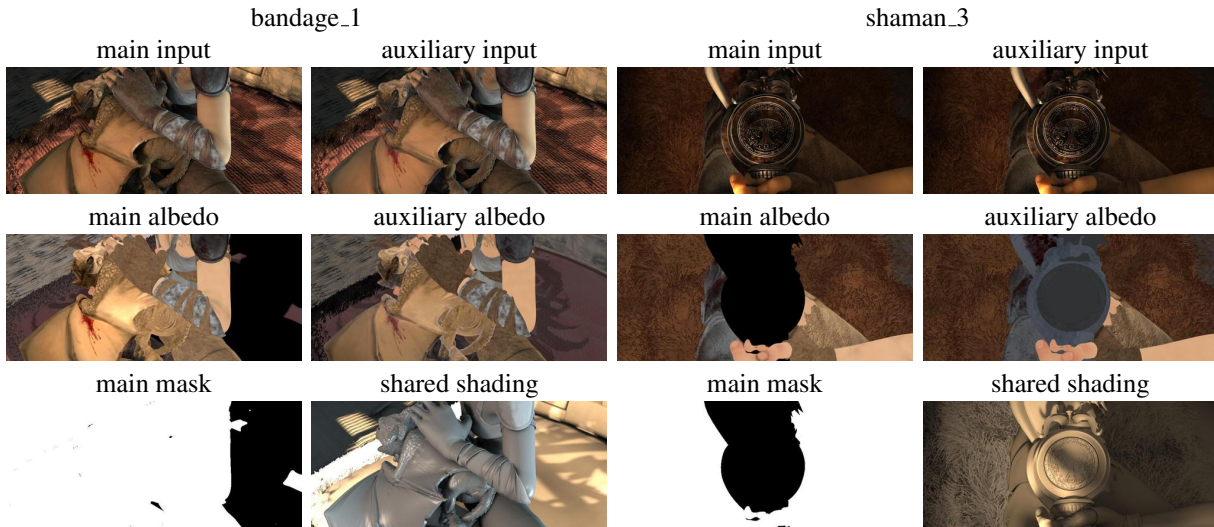 bandage_1 shaman_3
main input auxiliary input main input auxiliary input
main albedo auxiliary albedo main albedo auxiliary albedo
main mask shared shading main mask shared shading